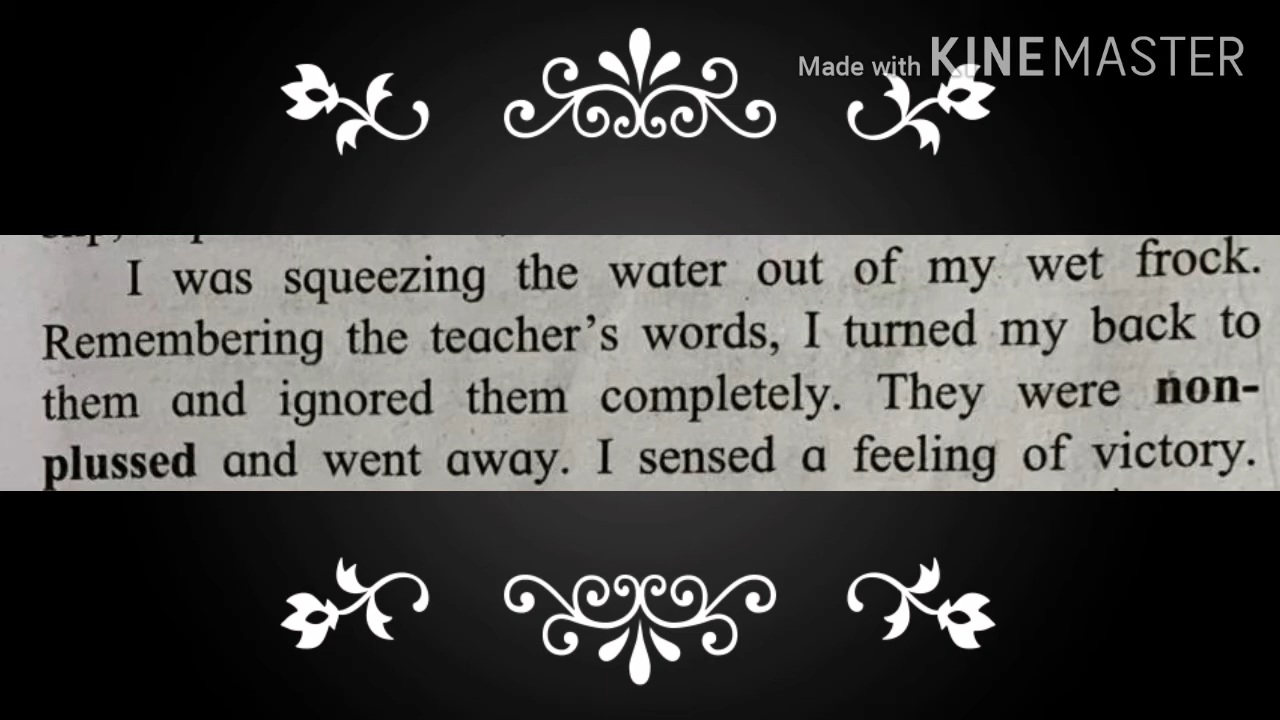 Made with KINEMASTER
I was squeezing the water out of my wet frock.
Remembering the teacher's words, I turned my back to
them and ignored them completely. They were non-
plussed and went away. I sensed a feeling of victory.